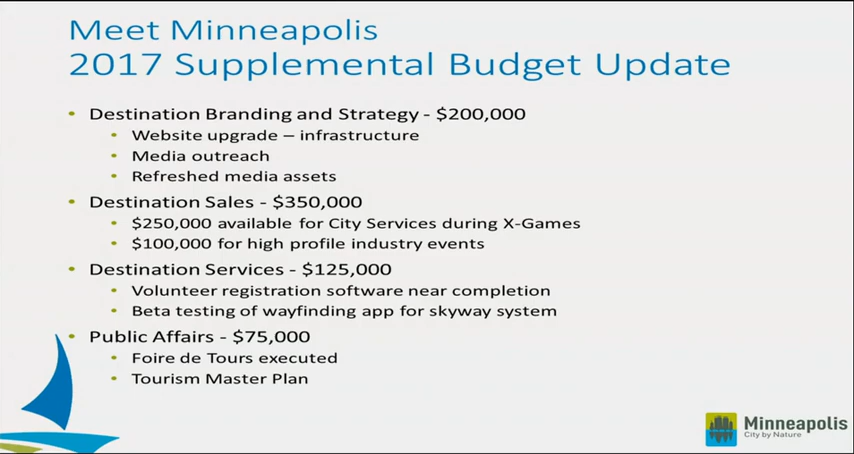 Meet Minneapolis
2017 Supplemental Budget Update
• Destination Branding and Strategy - $200,000
• Website upgrade – infrastructure
• Media outreach
• Refreshed media assets
• Destination Sales - $350,000
• $250,000 available for City Services during X-Games
• $100,000 for high profile industry events
• Destination Services - $125,000
• Volunteer registration software near completion
• Beta testing of wayfinding app for skyway system
• Public Affairs - $75,000
• Foire de Tours executed
• Tourism Master Plan
Minneapolis
City by Nature